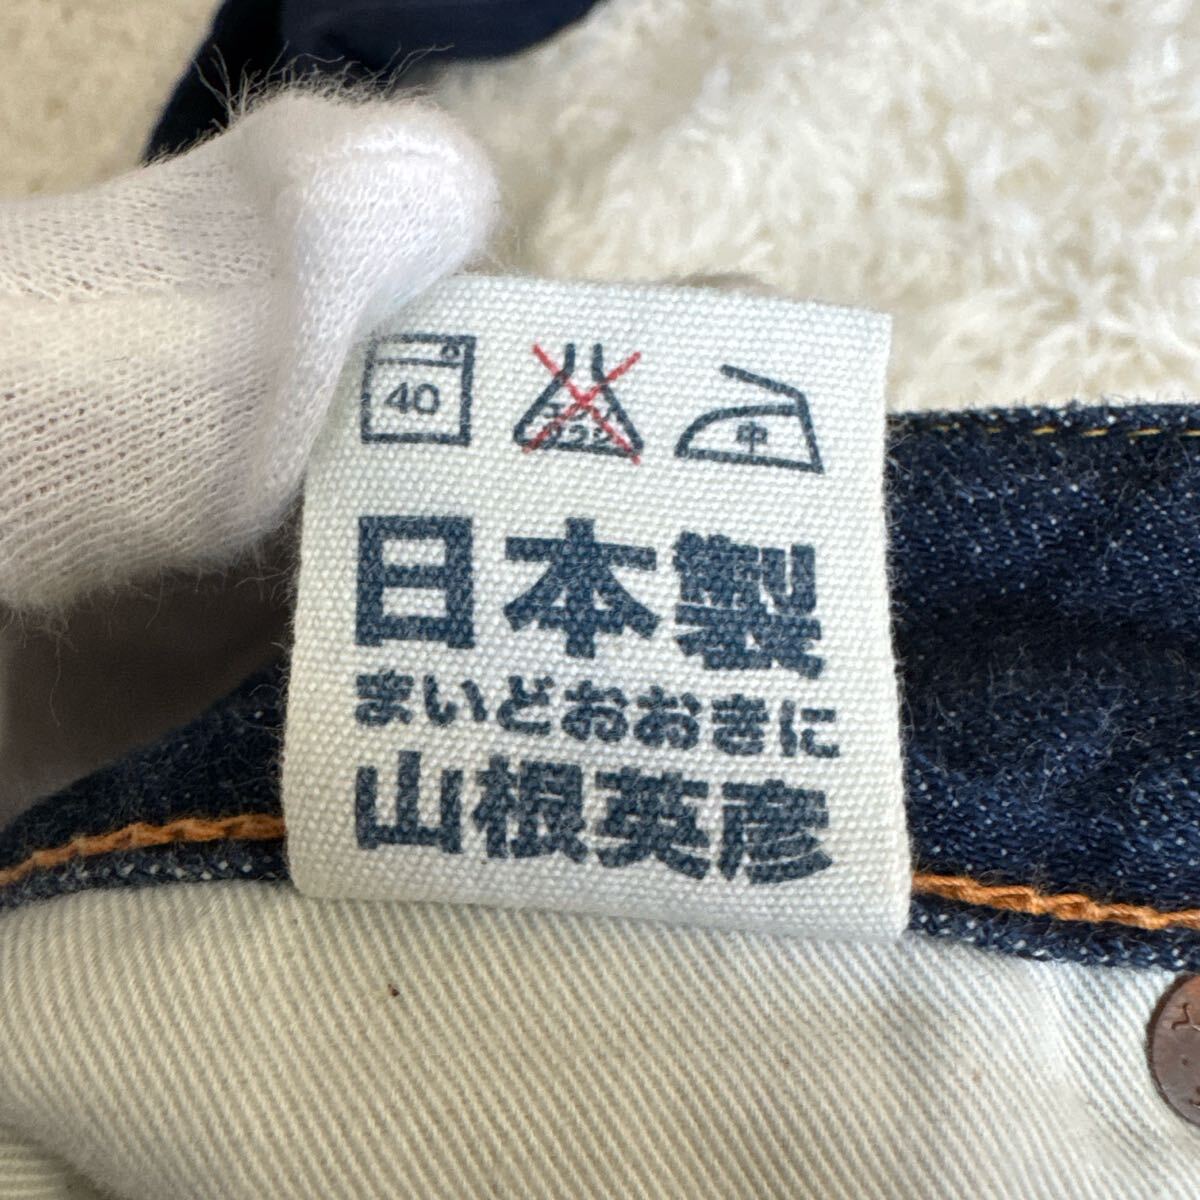 40 エンソ サラシ 中
日本製
まいどおおきに
山根英彦